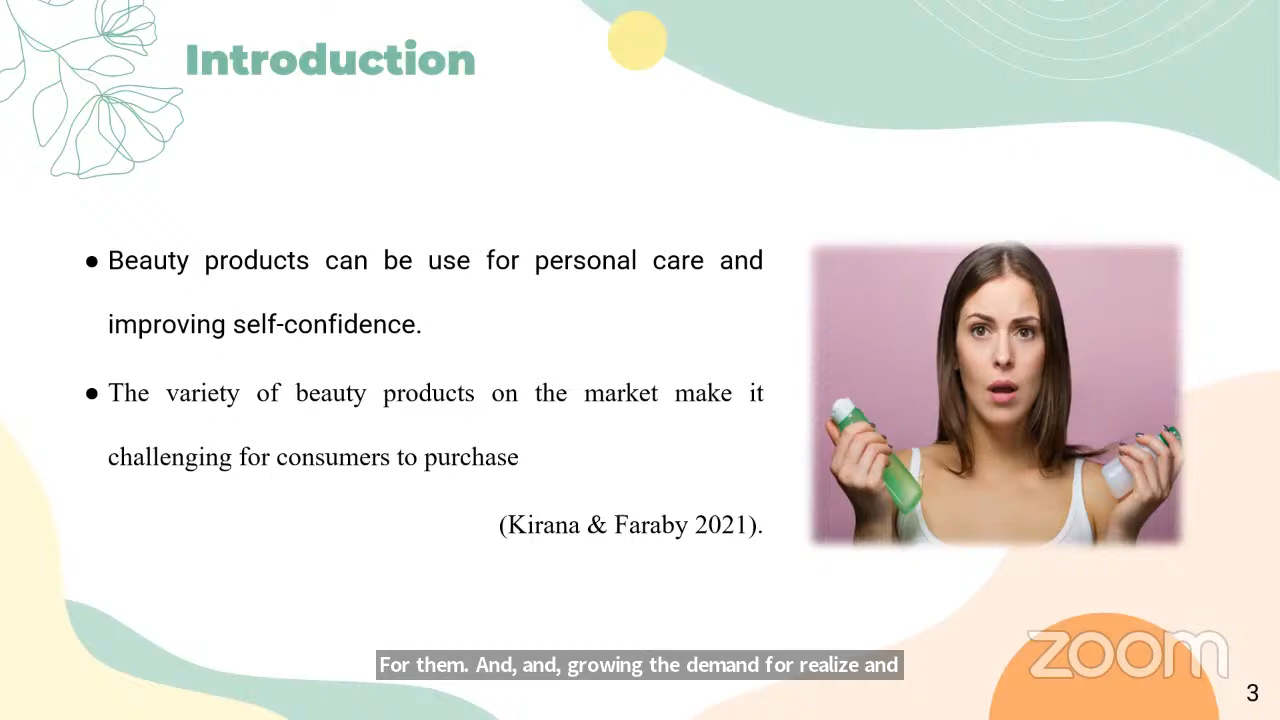 Introduction
● Beauty products can be use for personal care and
improving self-confidence.
● The variety of beauty products on the market make it
challenging for consumers to purchase
(Kirana & Faraby 2021).
For them. And, and, growing the demand for realize and
zoom
3